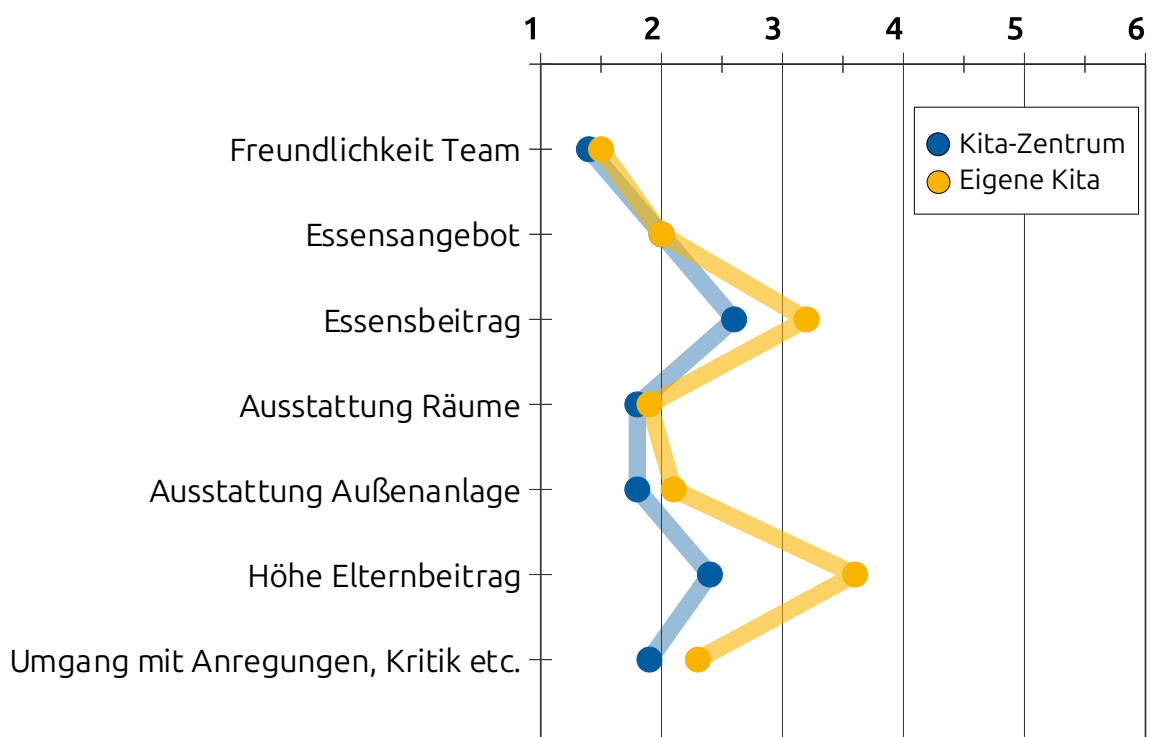 1 2 3 4 5 6
Kita-Zentrum
Eigene Kita
Freundlichkeit Team
Essensangebot
Essensbeitrag
Ausstattung Räume
Ausstattung Außenanlage
Höhe Elternbeitrag
Umgang mit Anregungen, Kritik etc.